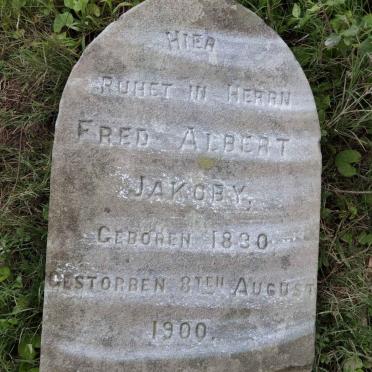 HIER
RUHET IN HERRN
FRED ALBERT
JAKOBY,
GEBOREN 1830
GESTORBEN 8TEN AUGUST
1900.